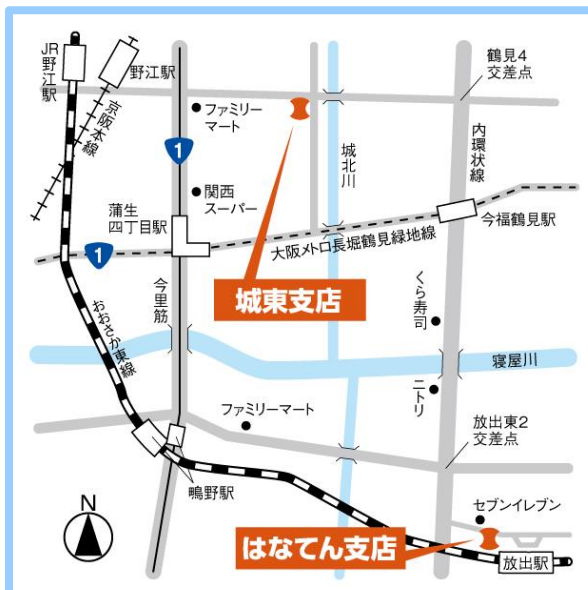 JR
野江
駅
野江駅
京阪本線
ファミリー
マート
1
関西
スーパー
蒲生
四丁目駅
1
鶴見4
交差点
内環状線
城北川
今福鶴見駅
大阪メトロ長堀鶴見緑地線
城東支店
今里筋
おおさか東線
くら寿司
寝屋川
ニトリ
ファミリーマート
放出東2
交差点
鴫野駅
セブンイレブン
はなてん支店
放出駅
N